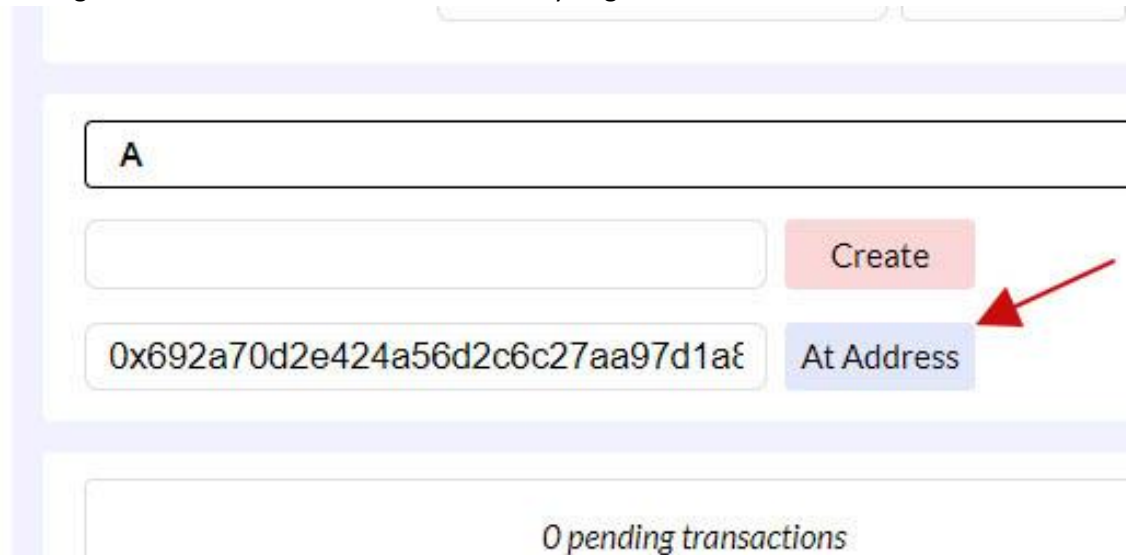 A
Create
0x692a70d2e424a56d2c6c27aa97d1a
At Address
0 pending transactions